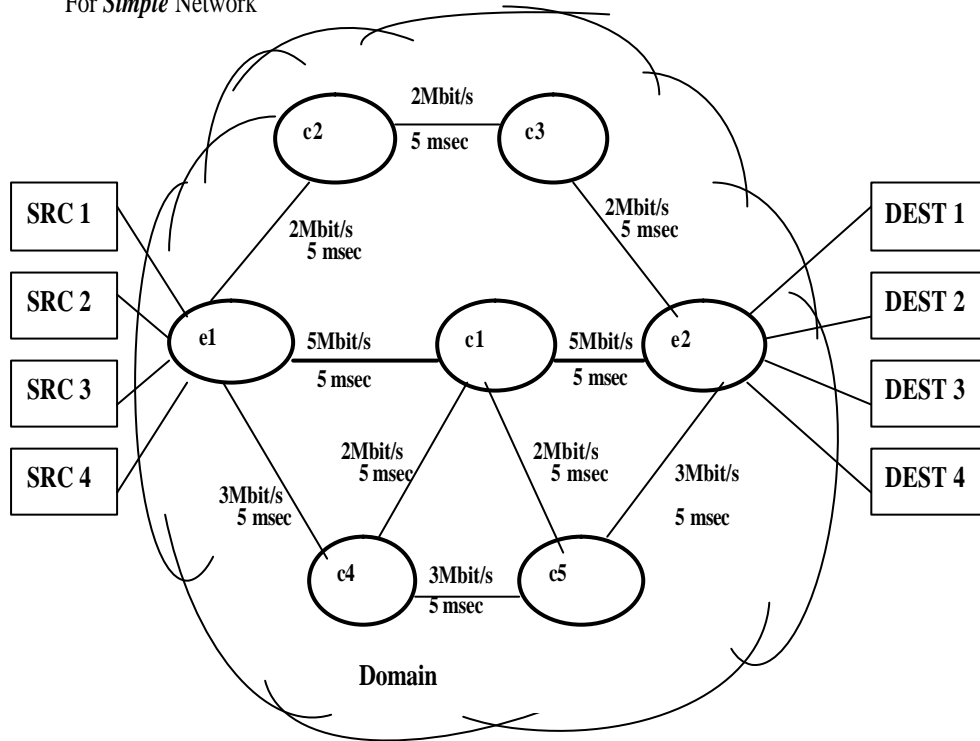 For Simple Network
2Mbit/s
c2
c3
5 msec
SRC 1
DEST 1
2Mbit/s
5 msec
2Mbit/s
5 msec
SRC 2
DEST 2
e1
5Mbit/s
c1
5Mbit/s
e2
5 msec
5 msec
SRC 3
DEST 3
2Mbit/s
5 msec
2Mbit/s
5 msec
3Mbit/s
5 msec
SRC 4
DEST 4
3Mbit/s
5 msec
c4
3Mbit/s
c5
5 msec
Domain